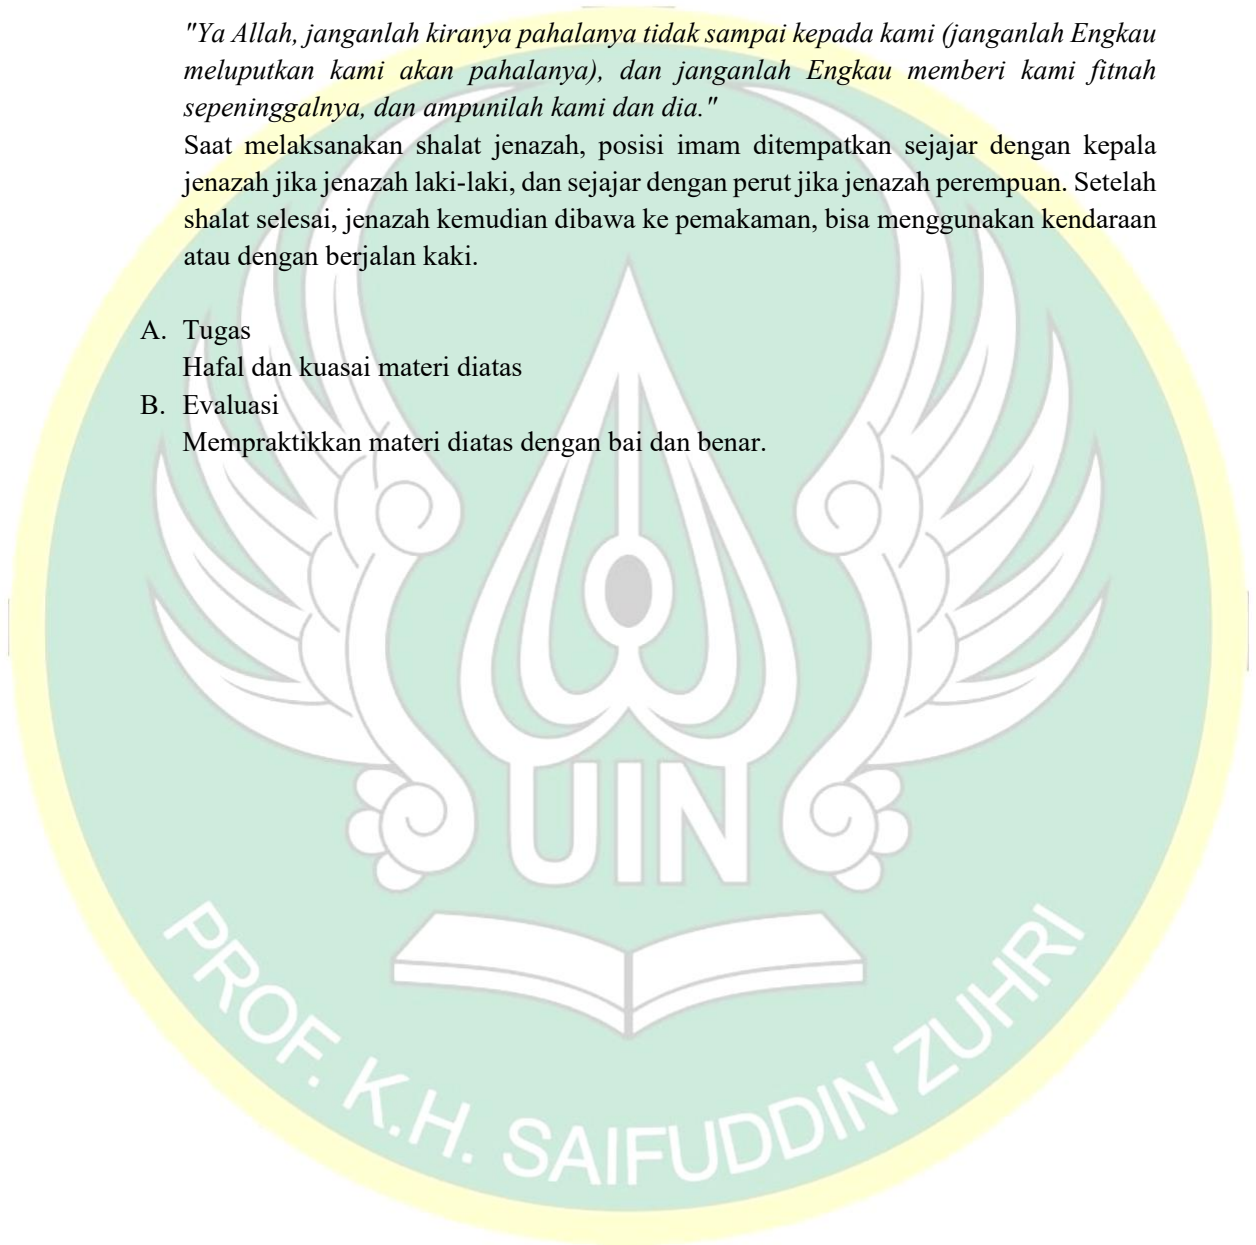 "Ya Allah, janganlah kiranya pahalanya tidak sampai kepada kami (janganlah Engkau
meluputkan kami akan pahalanya), dan janganlah Engkau memberi kami fitnah
sepeninggalnya, dan ampunilah kami dan dia."
Saat melaksanakan shalat jenazah, posisi imam ditempatkan sejajar dengan kepala
jenazah jika jenazah laki-laki, dan sejajar dengan perut jika jenazah perempuan. Setelah
shalat selesai, jenazah kemudian dibawa ke pemakaman, bisa menggunakan kendaraan
atau dengan berjalan kaki.
A. Tugas
Hafal dan kuasai materi diatas
B. Evaluasi
Mempraktikkan materi diatas dengan bai dan benar.
UIN
PROF. K.H. SAIFUDDIN ZUHRI